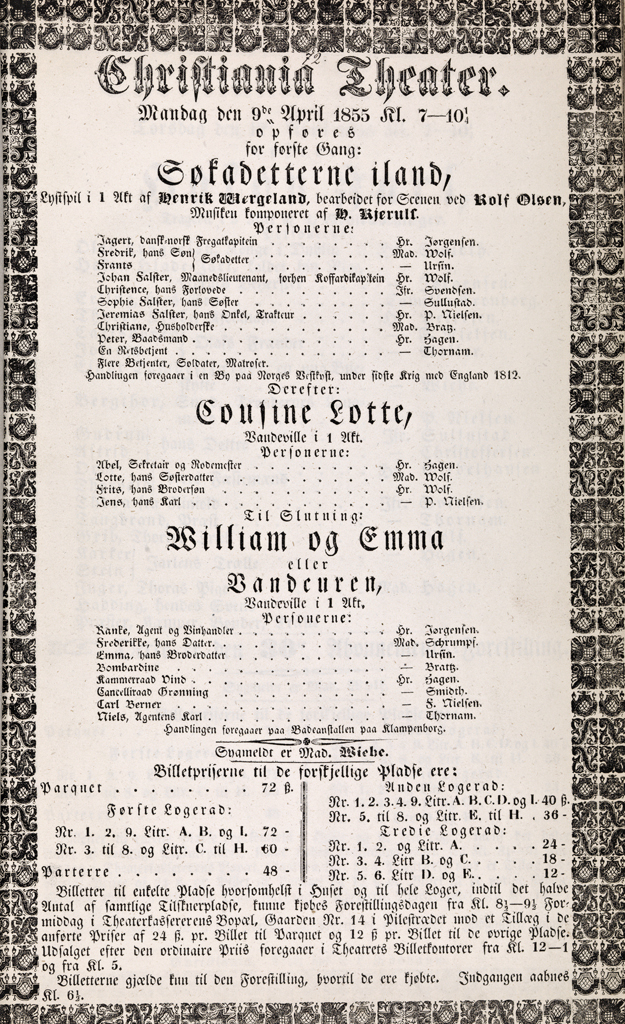 Christiania Theater.
Mandag den 9de April 1855 Kl. 7—10½
opføres
for første Gang:
Søkadetterne iland,
Lystspil i 1 Akt af Henrik Wergeland, bearbeidet for Scenen ved Rolf Olsen,
Musiken komponeret af H. Kjerulf.
Personerne:
Jagert, dansk-norsk Fregatkapitein . . . . Hr. Jørgensen.
Fredrik, hans Søn } Søkadetter . . . . Mad. Wolf.
Frants . . . . — Ursin.
Johan Falster, Maanedslieutenant, forhen Koffardikaptein Hr. Wolf.
Christence, hans Forlovede . . . . Jfr. Svendsen.
Sophie Falster, hans Søster . . . . — Gullustad.
Jeremias Falster, hans Onkel, Trakteur . . . . Hr. P. Nielsen.
Christiane, Husholderske . . . . Mad. Bratz.
Peter, Baadsmand . . . . Hr. Hagen.
En Retsbetjent . . . . — Thornam.
Flere Betjenter, Soldater, Matroser.
Handlingen foregaaer i en By paa Norges Vestkyst, under sidste Krig med England 1812.
Derefter:
Cousine Lotte,
Vaudeville i 1 Akt.
Personerne:
Abel, Sekretair og Rodemester . . . . Hr. Hagen.
Lotte, hans Søsterdatter . . . . Mad. Wolf.
Frits, hans Brodersøn . . . . Hr. Wolf.
Jens, hans Karl . . . . — P. Nielsen.
Til Slutning:
William og Emma
eller
Vandcuren,
Vaudeville i 1 Akt.
Personerne:
Ranke, Agent og Vinhandler . . . . Hr. Jørgensen.
Frederikke, hans Datter. . . . . Mad. Schrumpf.
Emma, hans Broderdatter . . . . — Ursin.
Bombardine . . . . — Bratz.
Kammerraad Vind . . . . Hr. Hagen.
Cancelliraad Grønning . . . . — Smidth.
Carl Berner . . . . — F. Nielsen.
Niels, Agentens Karl . . . . — Thornam.
Handlingen foregaaer paa Badeanstalten paa Klampenborg.
Sygmeldt er Mad. Wiehe.
Billetpriserne til de forskjellige Pladse ere:
Parquet . . . . . . . . 72 ß.
Første Logerad:
Nr. 1. 2. 9. Litr. A. B. og I. 72 -
Nr. 3. til 8. og Litr. C. til H. 60 -
Parterre . . . . . . . . 48 -
Anden Logerad:
Nr. 1. 2. 3. 4. 9. Litr. A. B. C. D. og I. 40 ß.
Nr. 5. til 8. og Litr. E. til H. . 36 -
Tredie Logerad:
Nr. 1. 2. og Litr. A. . . . . 24 -
Nr. 3. 4. Litr B. og C. . . . . 18 -
Nr. 5. 6. Litr D. og E. . . . . 12 -
Billetter til enkelte Pladse hvorsomhelst i Huset og til hele Loger, indtil det halve
Antal af samtlige Tilskuerpladse, kunne kjøbes Forestillingsdagen fra Kl. 8½—9½ For-
middag i Theaterkassererens Bopæl, Gaarden Nr. 14 i Pilestrædet mod et Tillæg i de
anførte Priser af 24 ß. pr. Billet til Parquet og 12 ß pr. Billet til de øvrige Pladse.
Udsalget efter den ordinaire Priis foregaaer i Theatrets Billetkontorer fra Kl. 12—1
og fra Kl. 5.
Billetterne gjælde kun til den Forestilling, hvortil de ere kjøbte. Indgangen aabnes
Kl. 6½.